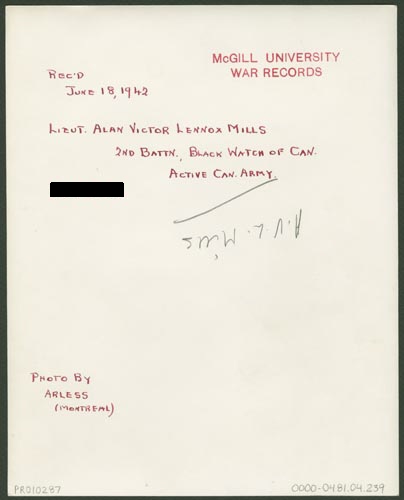 McGILL UNIVERSITY
WAR RECORDS
REC'D
JUNE 18, 1942
LIEUT. ALAN VICTOR LENNOX MILLS
2ND BATTN., BLACK WATCH OF CAN.
ACTIVE CAN. ARMY.
A.V.L. Mills
PHOTO BY
ARLESS
(MONTREAL)
PR010287
0000-0481.04.239